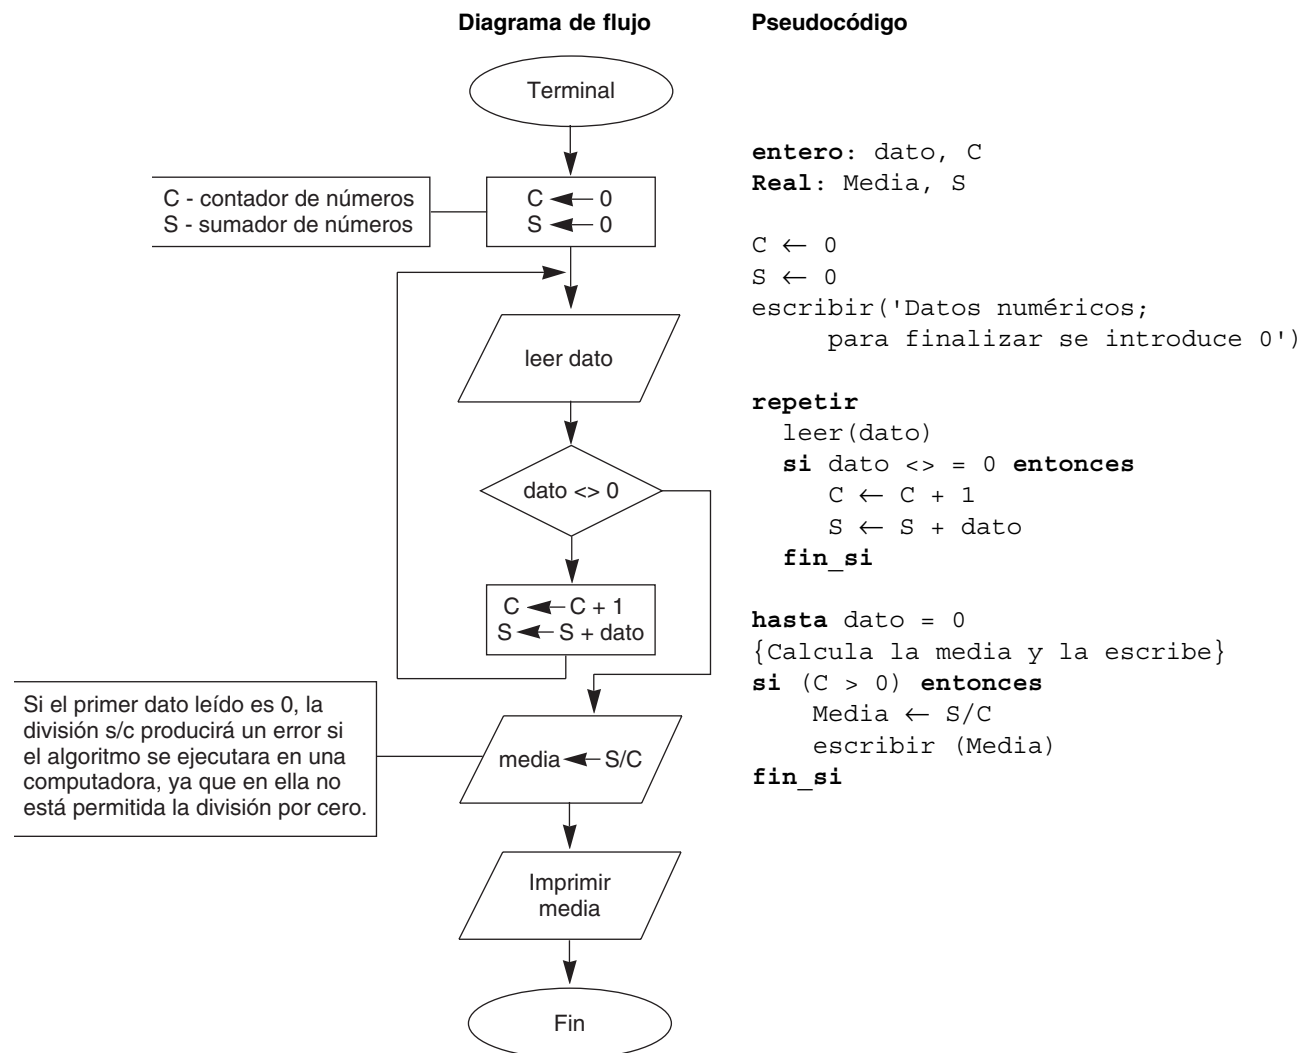 Diagrama de flujo
Terminal
C - contador de números
S - sumador de números
C ← 0
S ← 0
leer dato
dato <> 0
C ← C + 1
S ← S + dato
Si el primer dato leído es 0, la
división s/c producirá un error si
el algoritmo se ejecutara en una
computadora, ya que en ella no
está permitida la división por cero.
media ← S/C
Imprimir
media
Fin
Pseudocódigo
entero: dato, C
Real: Media, S
C ← 0
S ← 0
escribir('Datos numéricos;
para finalizar se introduce 0')
repetir
leer(dato)
si dato <> = 0 entonces
C ← C + 1
S ← S + dato
fin_si
hasta dato = 0
{Calcula la media y la escribe}
si (C > 0) entonces
Media ← S/C
escribir (Media)
fin_si